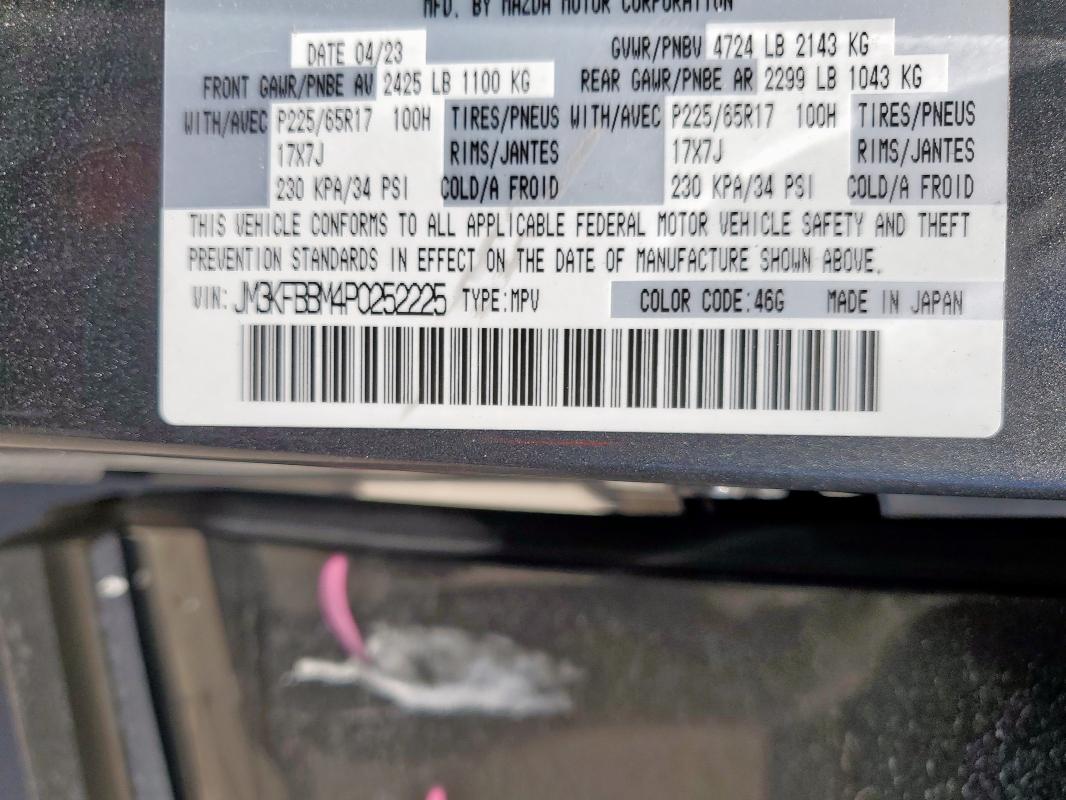 MFD. BY MAZDA MOTOR CORPORATION
DATE 04/23 GVWR/PNBV 4724 LB 2143 KG
FRONT GAWR/PNBE AV 2425 LB 1100 KG REAR GAWR/PNBE AR 2299 LB 1043 KG
WITH/AVEC P225/65R17 100H TIRES/PNEUS WITH/AVEC P225/65R17 100H TIRES/PNEUS
17X7J RIMS/JANTES 17X7J RIMS/JANTES
230 KPA/34 PSI COLD/A FROID 230 KPA/34 PSI COLD/A FROID
THIS VEHICLE CONFORMS TO ALL APPLICABLE FEDERAL MOTOR VEHICLE SAFETY AND THEFT
PREVENTION STANDARDS IN EFFECT ON THE DATE OF MANUFACTURE SHOWN ABOVE.
VIN: JM3KFBBM4P0252225 TYPE:MPV COLOR CODE:46G MADE IN JAPAN